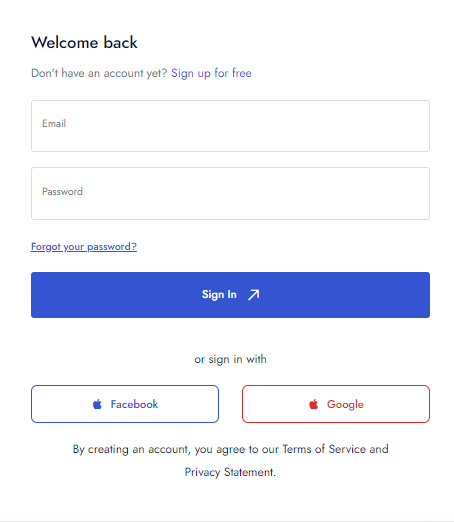 Welcome back
Don't have an account yet? Sign up for free
Email
Password
Forgot your password?
Sign In
or sign in with
Facebook
Google
By creating an account, you agree to our Terms of Service and
Privacy Statement.